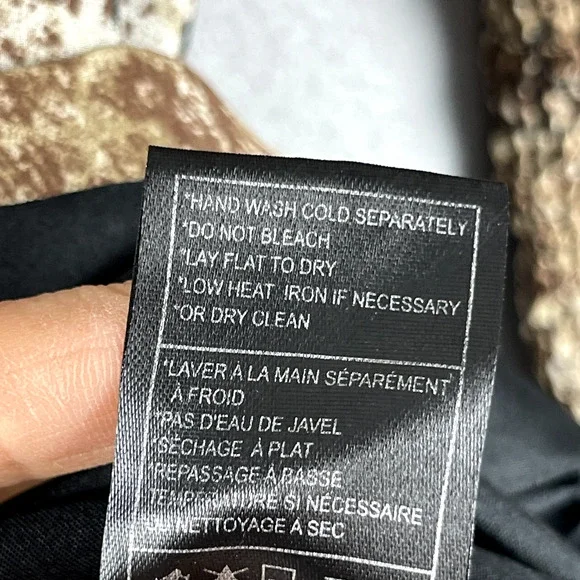 *HAND WASH COLD SEPARATELY
*DO NOT BLEACH
*LAY FLAT TO DRY
*LOW HEAT IRON IF NECESSARY
*OR DRY CLEAN
*LAVER À LA MAIN SÉPARÉMENT
À FROID
*PAS D'EAU DE JAVEL
*SÉCHAGE À PLAT
*REPASSAGE À BASSE
TEMPÉRATURE SI NÉCESSAIRE
NETTOYAGE À SEC